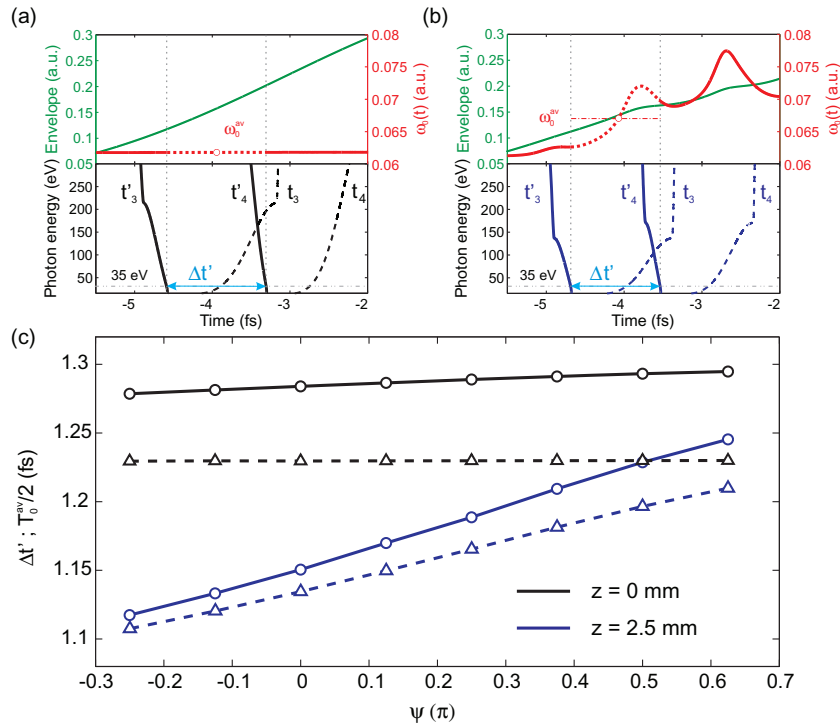 (a)
0.3
0.25
0.2
0.15
0.1
0.05
Envelope (a.u.)
0.08
0.075
0.07
0.065
0.06
ω₀(t) (a.u.)
ω₀ᵃᵛ
250
200
150
100
50
Photon energy (eV)
t'₃
t'₄
t₃
t₄
35 eV
Δt'
-5 -4 -3 -2
Time (fs)
(b)
0.3
0.25
0.2
0.15
0.1
0.05
Envelope (a.u.)
0.08
0.075
0.07
0.065
0.06
ω₀(t) (a.u.)
ω₀ᵃᵛ
250
200
150
100
50
Photon energy (eV)
t'₃
t'₄
t₃
t₄
35 eV
Δt'
-5 -4 -3 -2
Time (fs)
(c)
1.3
1.25
1.2
1.15
1.1
Δt' ; T₀ᵃᵛ/2 (fs)
z = 0 mm
z = 2.5 mm
-0.3 -0.2 -0.1 0 0.1 0.2 0.3 0.4 0.5 0.6 0.7
ψ (π)